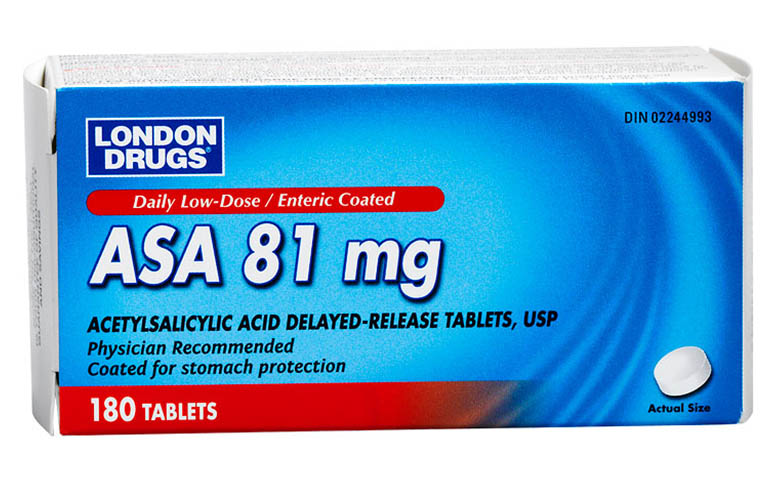 LONDON
DRUGS®
DIN 02244993
Daily Low-Dose / Enteric Coated
ASA 81 mg
ACETYLSALICYLIC ACID DELAYED-RELEASE TABLETS, USP
Physician Recommended
Coated for stomach protection
180 TABLETS
Actual Size